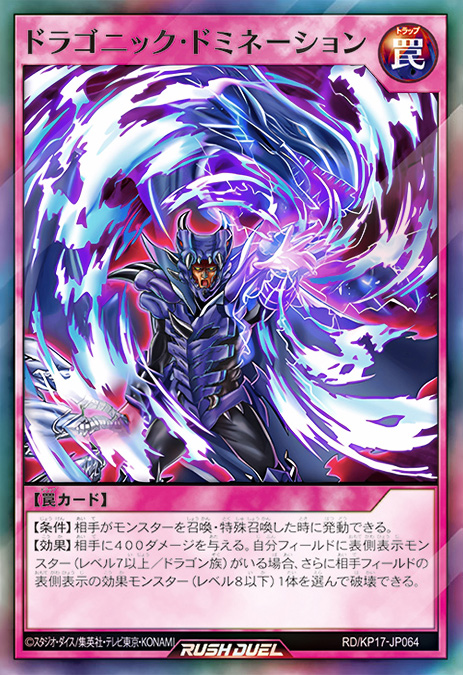 ドラゴニック・ドミネーション
トラップ
罠
【罠カード】
【条件】相手がモンスターを召喚・特殊召喚した時に発動できる。
【効果】相手に400ダメージを与える。自分フィールドに表側表示モン
スター(レベル7以上/ドラゴン族)がいる場合、さらに相手フィールドの
表側表示の効果モンスター(レベル8以下)1体を選んで破壊できる。
©スタジオ・ダイス/集英社・テレビ東京・KONAMI
RUSH DUEL
RD/KP17-JP064